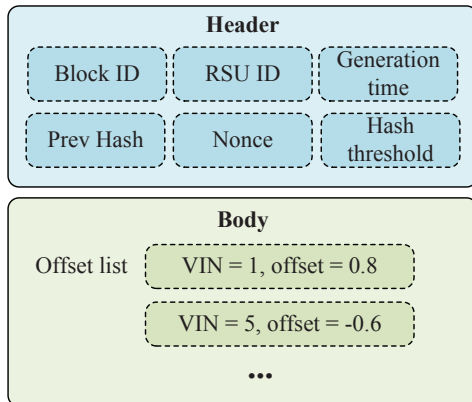 Header
Block ID
RSU ID
Generation
time
Prev Hash
Nonce
Hash
threshold
Body
Offset list
VIN = 1, offset = 0.8
VIN = 5, offset = -0.6
...